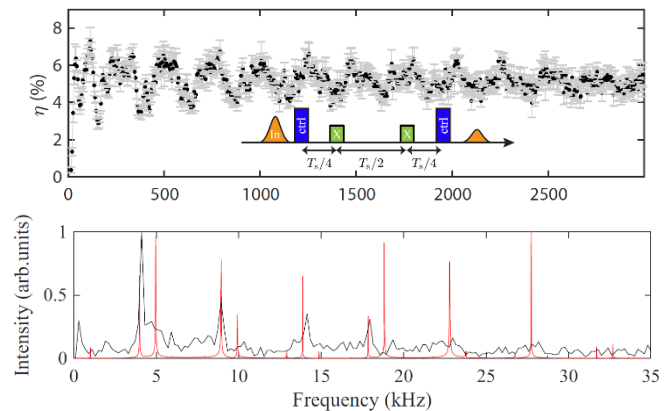 8
6
4
2
0
η (%)
In
ctrl
X
X
ctrl
Tₛ/4
Tₛ/2
Tₛ/4
0 500 1000 1500 2000 2500
1
0.5
0
Intensity (arb.units)
0 5 10 15 20 25 30 35
Frequency (kHz)